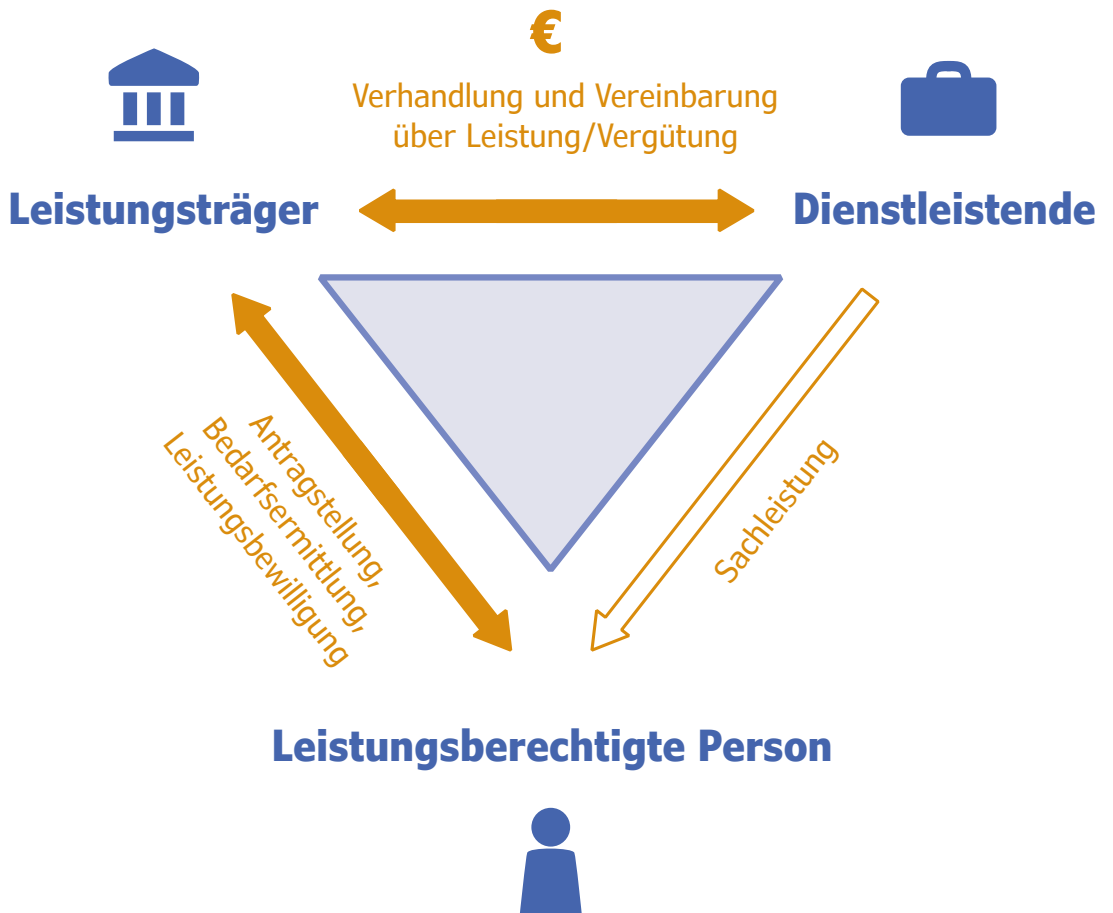 €
Verhandlung und Vereinbarung
über Leistung/Vergütung
Leistungsträger
Dienstleistende
Antragstellung,
Bedarfsermittlung,
Leistungsbewilligung
Sachleistung
Leistungsberechtigte Person